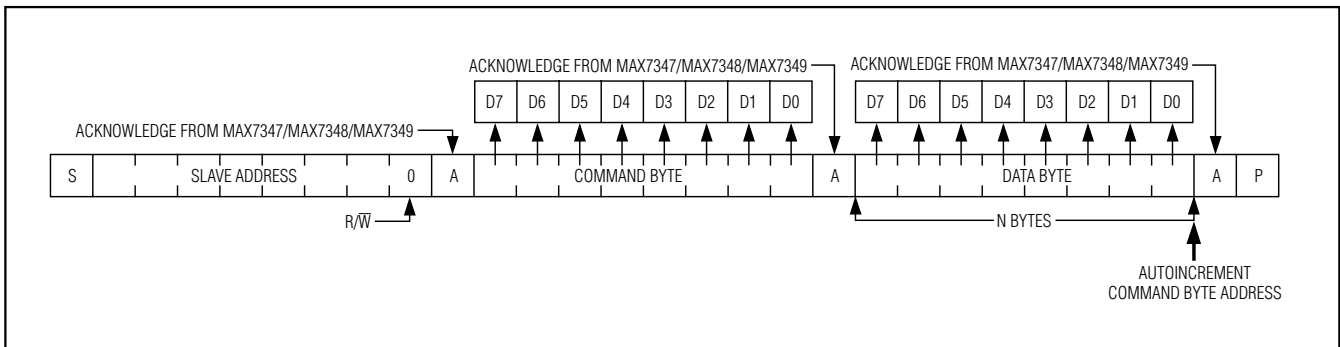 ACKNOWLEDGE FROM MAX7347/MAX7348/MAX7349
D7 D6 D5 D4 D3 D2 D1 D0
ACKNOWLEDGE FROM MAX7347/MAX7348/MAX7349
D7 D6 D5 D4 D3 D2 D1 D0
ACKNOWLEDGE FROM MAX7347/MAX7348/MAX7349
S SLAVE ADDRESS 0 A COMMAND BYTE A DATA BYTE A P
R/W̅
N BYTES
AUTOINCREMENT
COMMAND BYTE ADDRESS